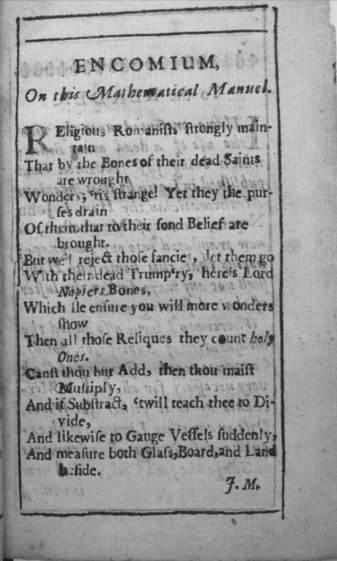 ENCOMIUM,
On this Mathematical Manuel.
REligious Romanists strongly main-
tain
That by the Bones of their dead Saints
are wrought
Wonders; 'tis strange! Yet they the pur-
ses drain
Of them that to their fond Belief are
brought.
But we'l reject those fancies, let them go
With their dead Trump'ry, here's Lord
Napiers Bones,
Which Ile ensure you will more wonders
show
Then all those Reliques they count holy
Ones.
Canst thou but Add, then thou maist
Multiply,
And if Substract, 'twill teach thee to Di-
vide,
And likewise to Gauge Vessels suddenly,
And measure both Glass, Board, and Land
beside.
J. M.